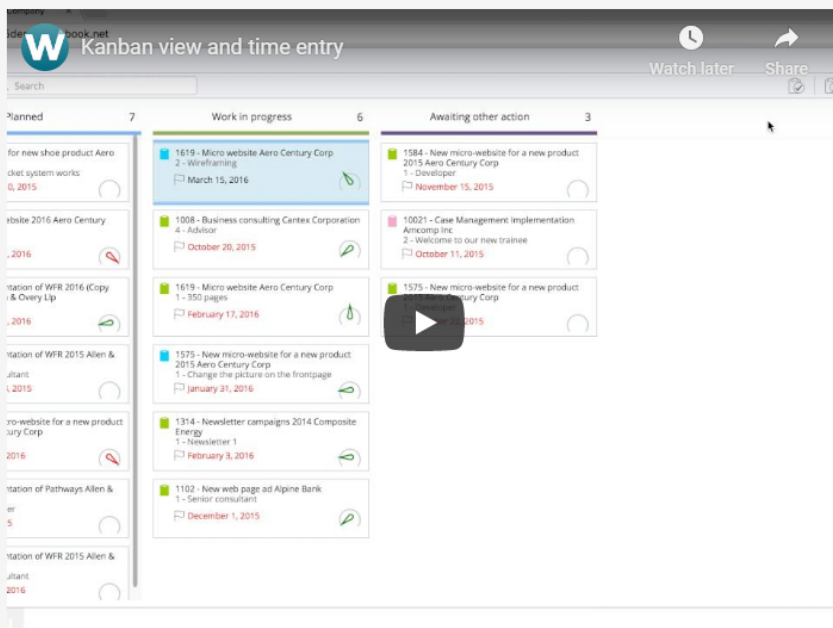 Company
book.net
W
Kanban view and time entry
Watch later
Share
Search
Planned 7
for new shoe product Aero
cket system works
0, 2015
ebsite 2016 Aero Century
, 2016
ntation of WFR 2016 (Copy
& Overy Llp
, 2016
ntation of WFR 2015 Allen &
ultant
, 2015
cro-website for a new product
tury Corp
2016
ntation of Pathways Allen &
er
5
ntation of WFR 2015 Allen &
ultant
2016
Work in progress 6
1619 - Micro website Aero Century Corp
2 - Wireframing
March 15, 2016
1008 - Business consulting Cantex Corporation
4 - Advisor
October 20, 2015
1619 - Micro website Aero Century Corp
1 - 350 pages
February 17, 2016
1575 - New micro-website for a new product
2015 Aero Century Corp
1 - Change the picture on the frontpage
January 31, 2016
1314 - Newsletter campaigns 2014 Composite
Energy
1 - Newsletter 1
February 3, 2016
1102 - New web page ad Alpine Bank
1 - Senior consultant
December 1, 2015
Awaiting other action 3
1584 - New micro-website for a new product
2015 Aero Century Corp
1 - Developer
November 15, 2015
10021 - Case Management Implementation
Amcomp Inc
2 - Welcome to our new trainee
October 11, 2015
1575 - New micro-website for a new product
2015 Aero Century Corp
1 - Developer
2015